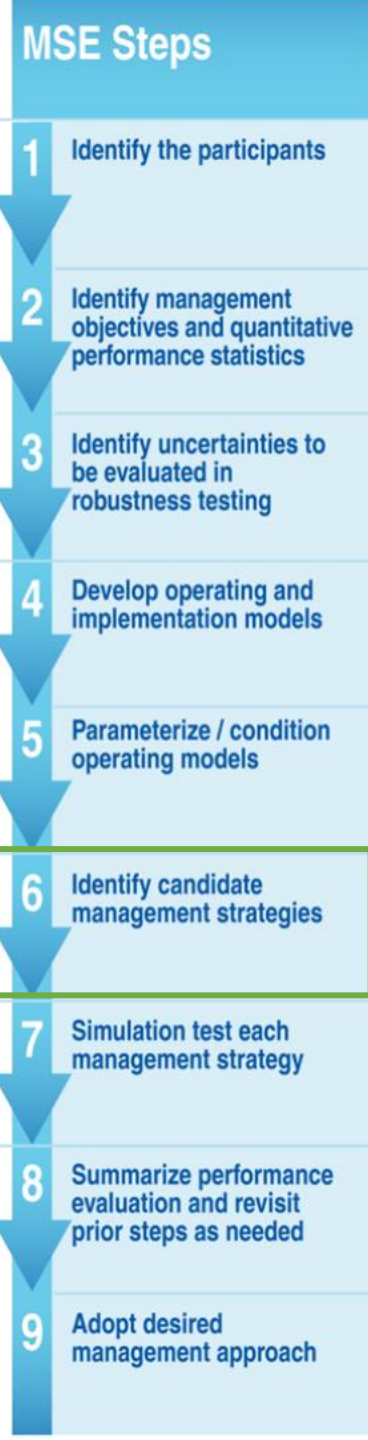 MSE Steps
1
Identify the participants
2
Identify management
objectives and quantitative
performance statistics
3
Identify uncertainties to
be evaluated in
robustness testing
4
Develop operating and
implementation models
5
Parameterize / condition
operating models
6
Identify candidate
management strategies
7
Simulation test each
management strategy
8
Summarize performance
evaluation and revisit
prior steps as needed
9
Adopt desired
management approach